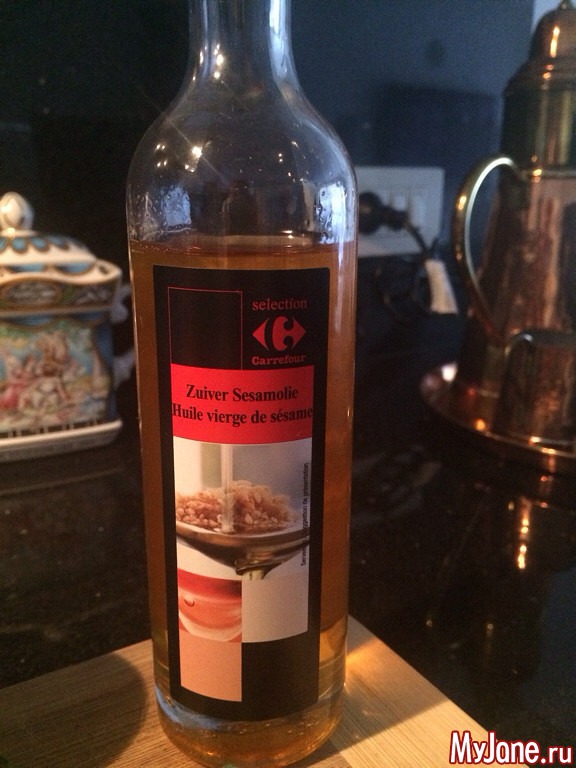 selection
Carrefour
Zuiver Sesamolie
Huile vierge de sésame
MyJane.ru